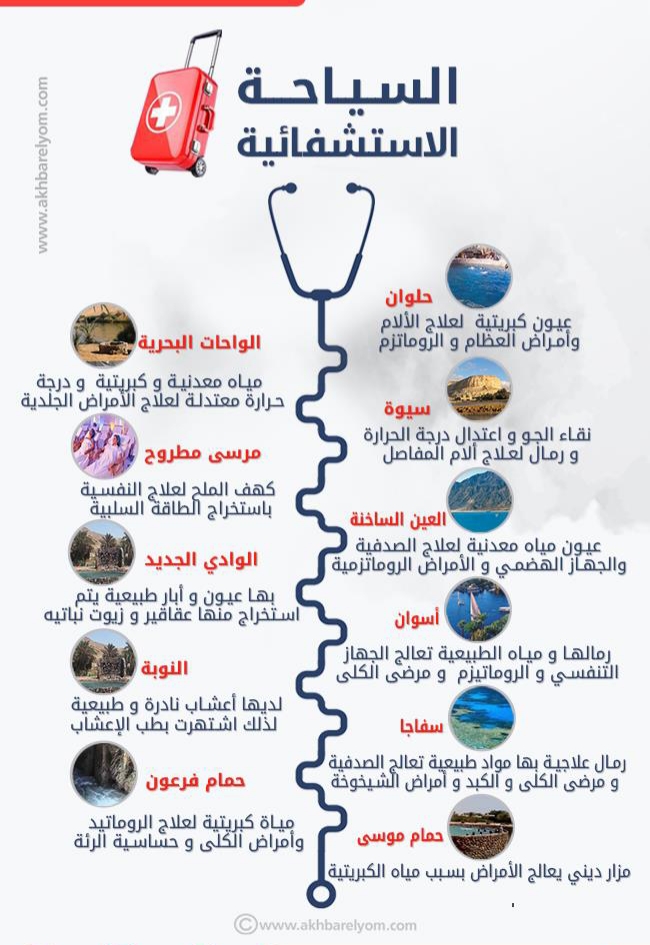 السياحة
الاستشفائية
www.akhbarelyom.com
حلوان
عيون كبريتية لعلاج الألام
وأمراض العظام و الروماتزم
سيوة
نقاء الجو و اعتدال درجة الحرارة
و رمال لعلاج ألام المفاصل
العين الساخنة
عيون مياه معدنية لعلاج الصدفية
والجهاز الهضمي و الأمراض الروماتزمية
أسوان
رمالها و مياه الطبيعية تعالج الجهاز
التنفسي و الروماتيزم و مرضى الكلى
سفاجا
رمال علاجية بها مواد طبيعية تعالج الصدفية
و مرضى الكلى و الكبد و أمراض الشيخوخة
حمام موسى
مزار ديني يعالج الأمراض بسبب مياه الكبريتية
الواحات البحرية
مياه معدنية و كبريتية و درجة
حرارة معتدلة لعلاج الأمراض الجلدية
مرسى مطروح
كهف الملح لعلاج النفسية
باستخراج الطاقة السلبية
الوادي الجديد
بها عيون و أبار طبيعية يتم
استخراج منها عقاقير و زيوت نباتيه
النوبة
لديها أعشاب نادرة و طبيعية
لذلك اشتهرت بطب الإعشاب
حمام فرعون
مياة كبريتية لعلاج الروماتيد
وأمراض الكلى و حساسية الرئة
©www.akhbarelyom.com